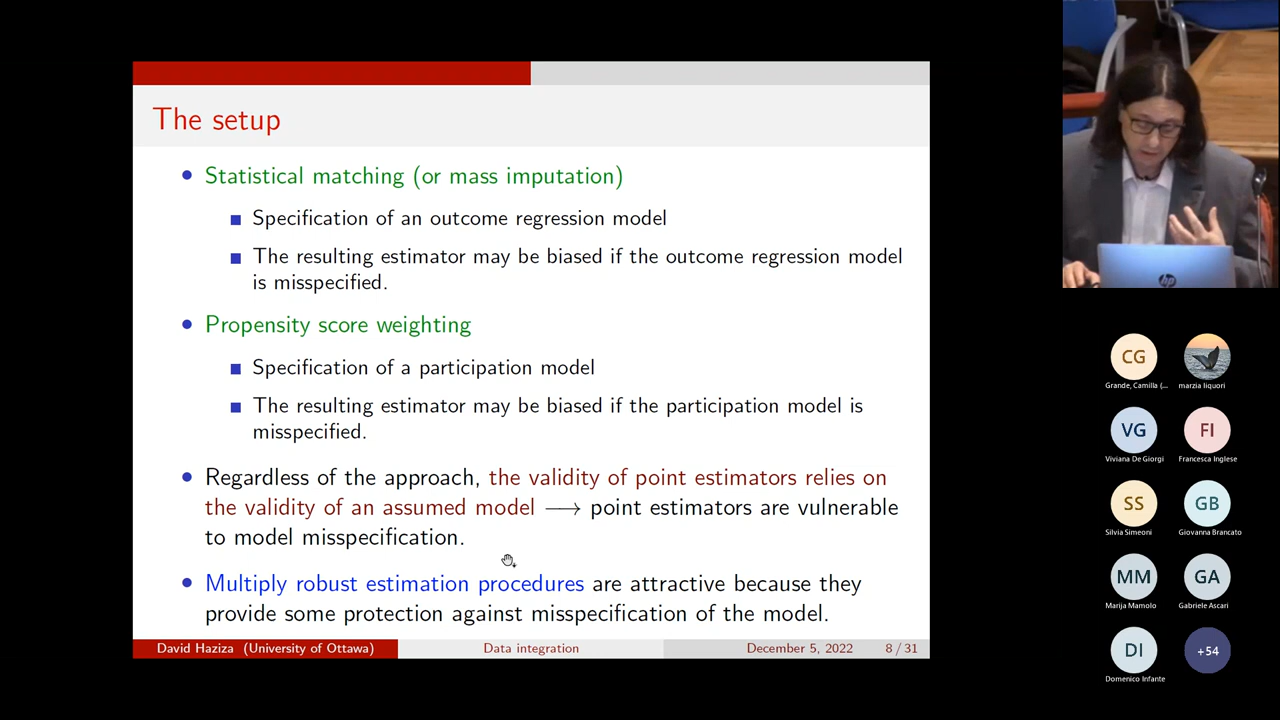 The setup
• Statistical matching (or mass imputation)
■ Specification of an outcome regression model
■ The resulting estimator may be biased if the outcome regression model
is misspecified.
• Propensity score weighting
■ Specification of a participation model
■ The resulting estimator may be biased if the participation model is
misspecified.
• Regardless of the approach, the validity of point estimators relies on
the validity of an assumed model ⟶ point estimators are vulnerable
to model misspecification.
• Multiply robust estimation procedures are attractive because they
provide some protection against misspecification of the model.
David Haziza (University of Ottawa) Data integration December 5, 2022 8 / 31
hp
CG
Grande, Camilla (...
marzia liquori
VG
Viviana De Giorgi
FI
Francesca Inglese
SS
Silvia Simeoni
GB
Giovanna Brancato
MM
Marija Mamolo
GA
Gabriele Ascari
DI
Domenico Infante
+54